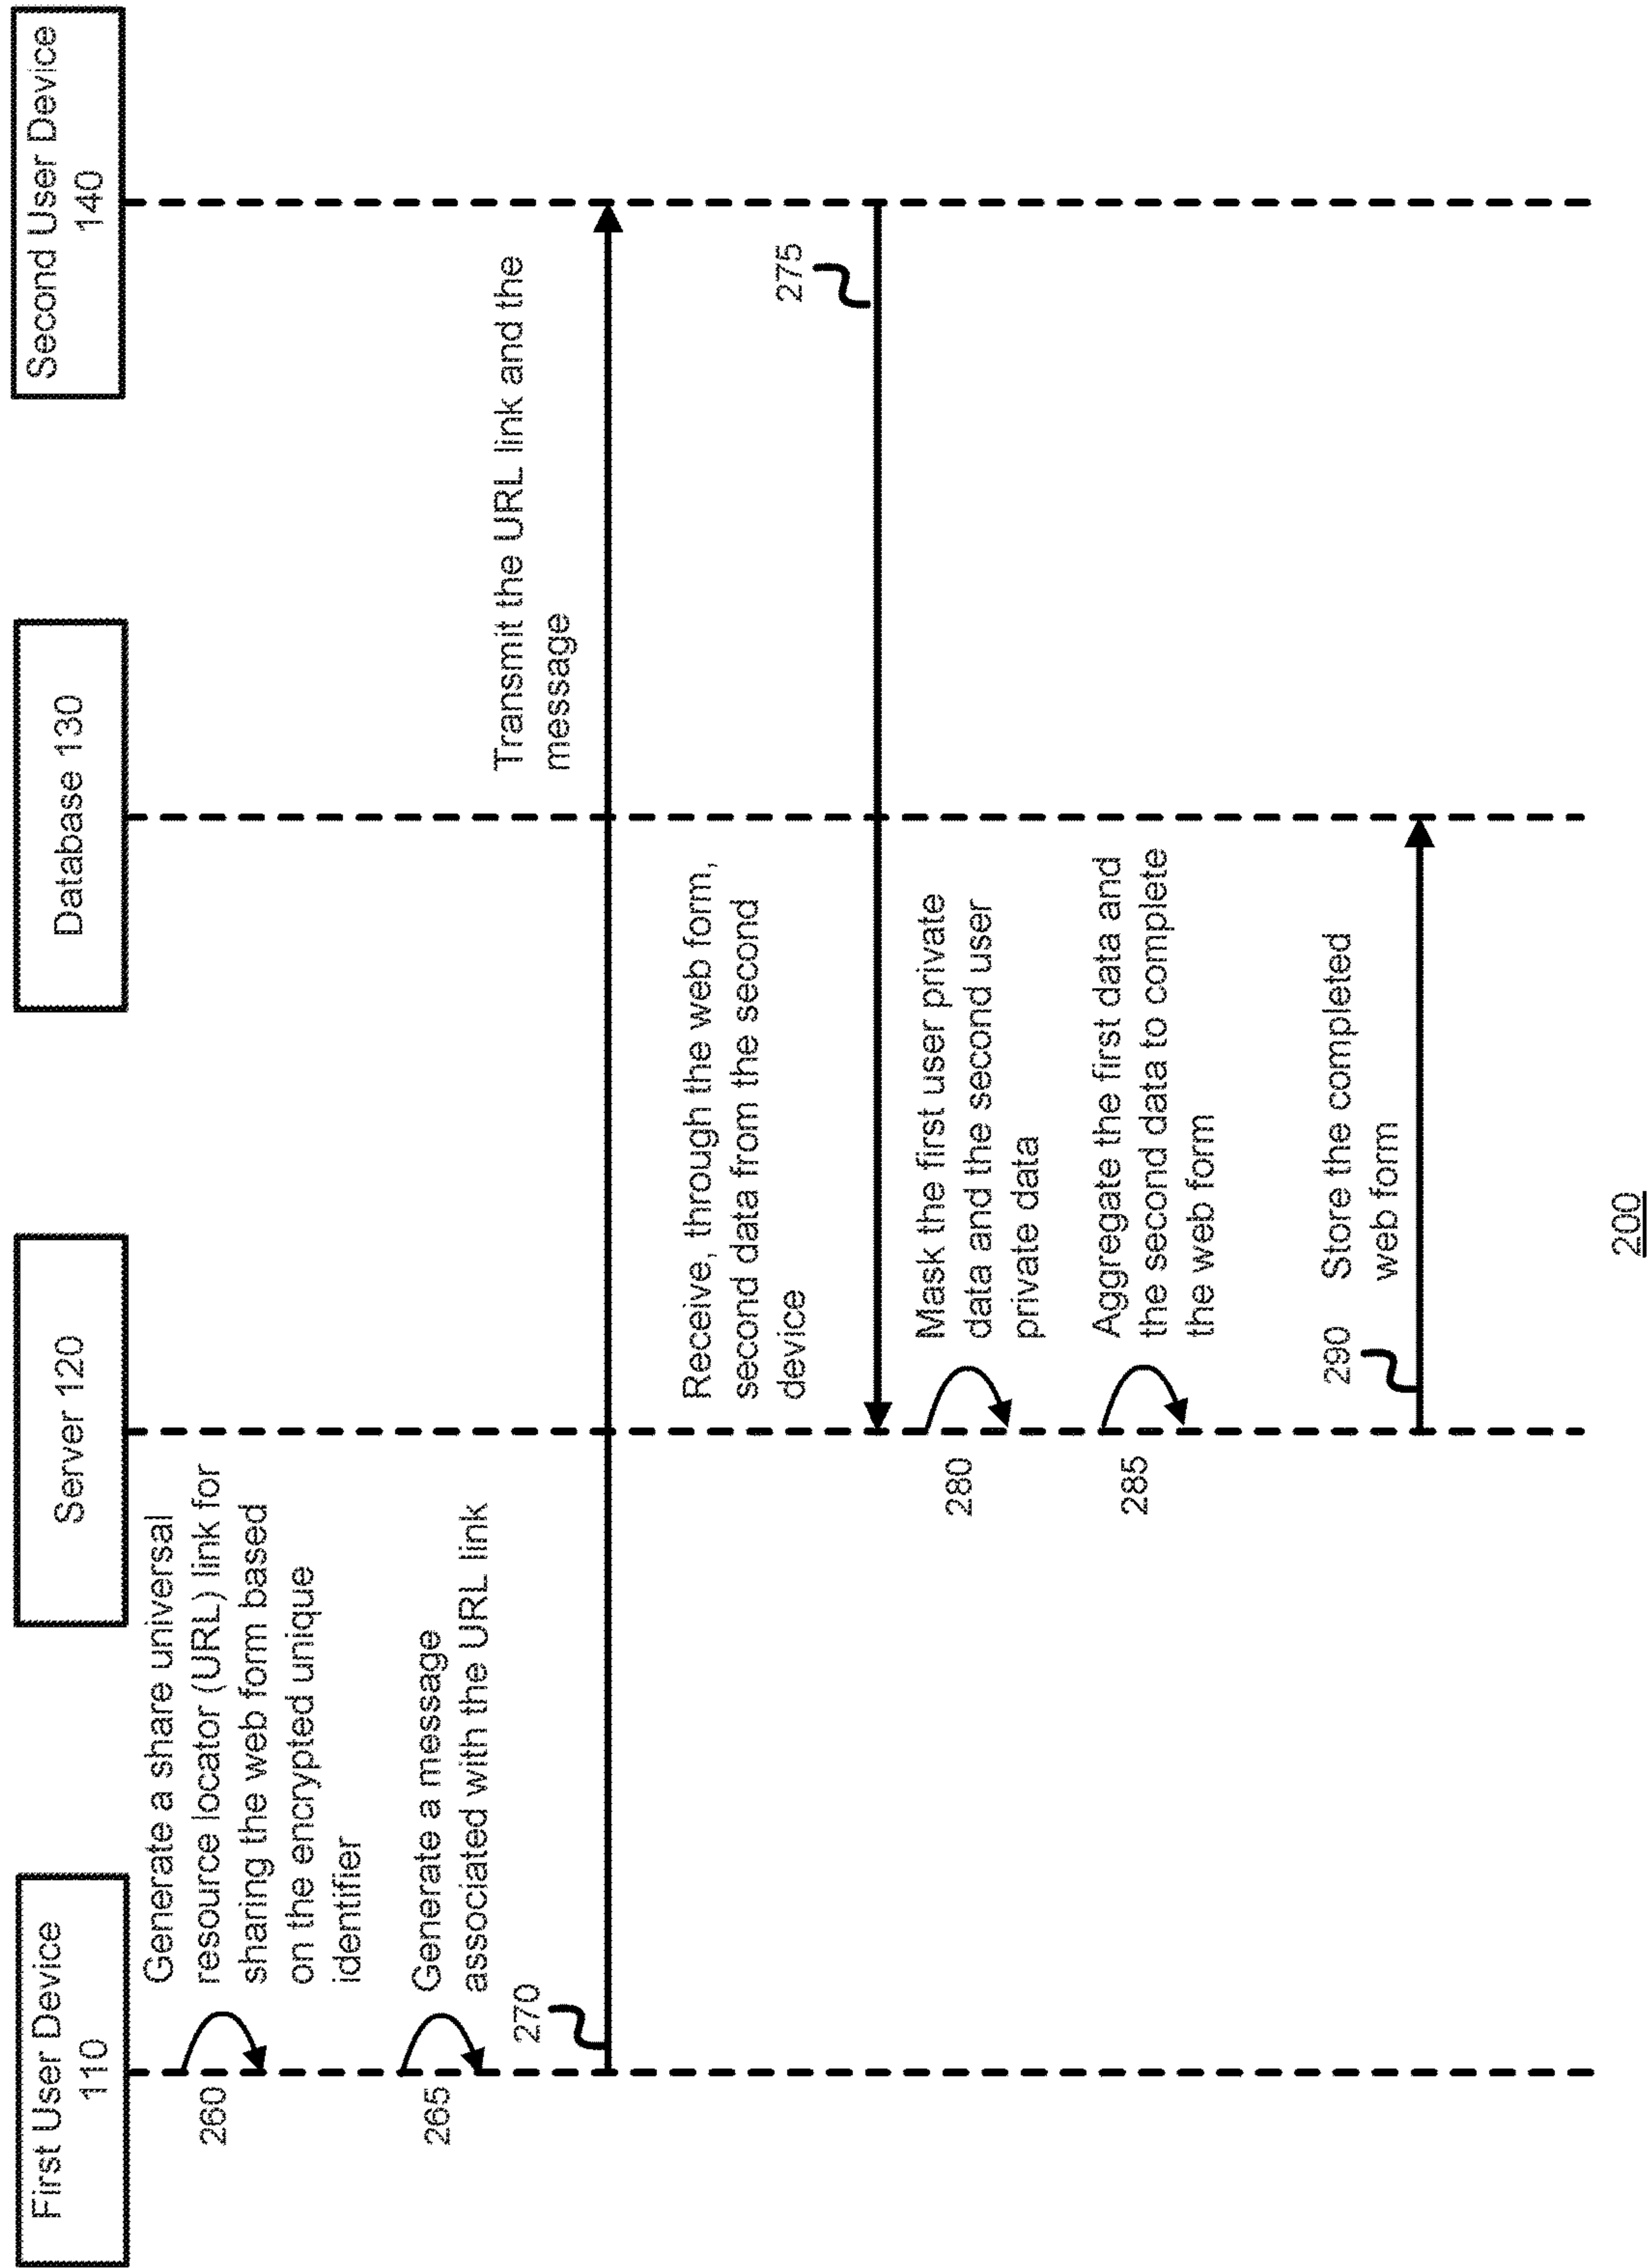 First User Device
110
Server 120
Database 130
Second User Device
140
260
Generate a share universal
resource locator (URL) link for
sharing the web form based
on the encrypted unique
identifier
265
Generate a message
associated with the URL link
270
Transmit the URL link and the
message
Receive, through the web form,
second data from the second
device
275
280
Mask the first user private
data and the second user
private data
285
Aggregate the first data and
the second data to complete
the web form
290
Store the completed
web form
200